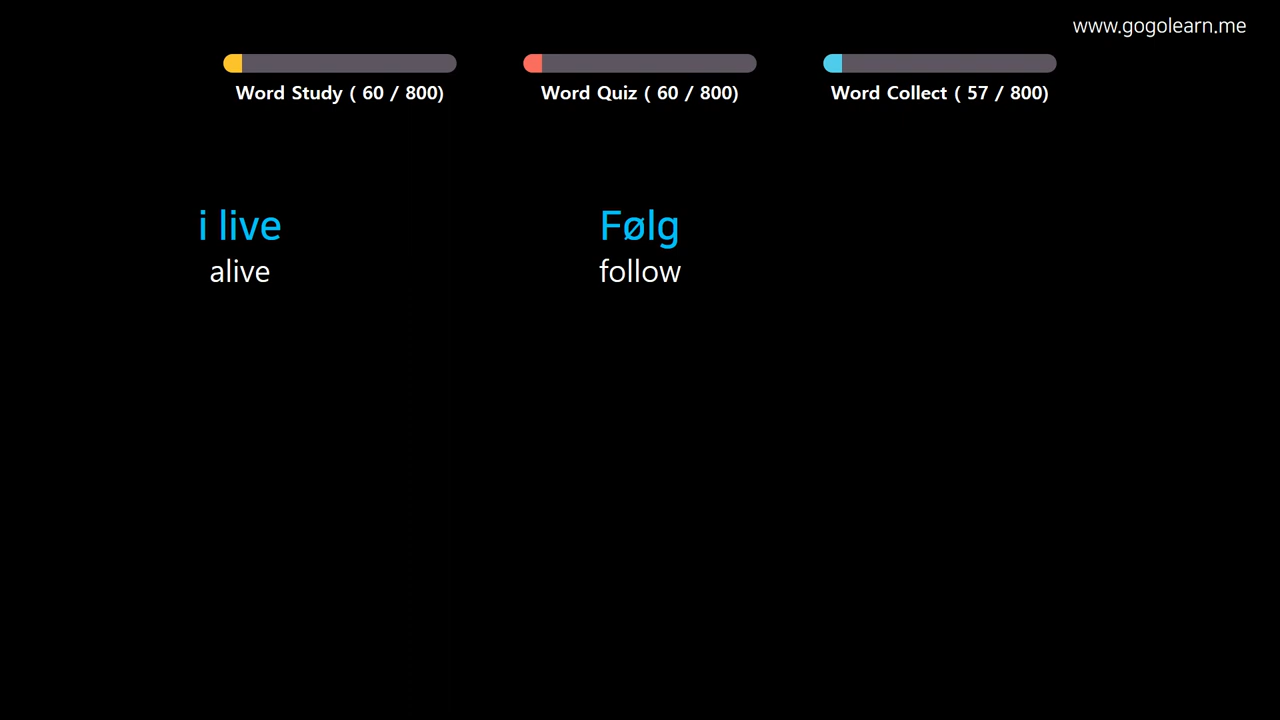 www.gogolearn.me
Word Study ( 60 / 800)
Word Quiz ( 60 / 800)
Word Collect ( 57 / 800)
i live
alive
Følg
follow